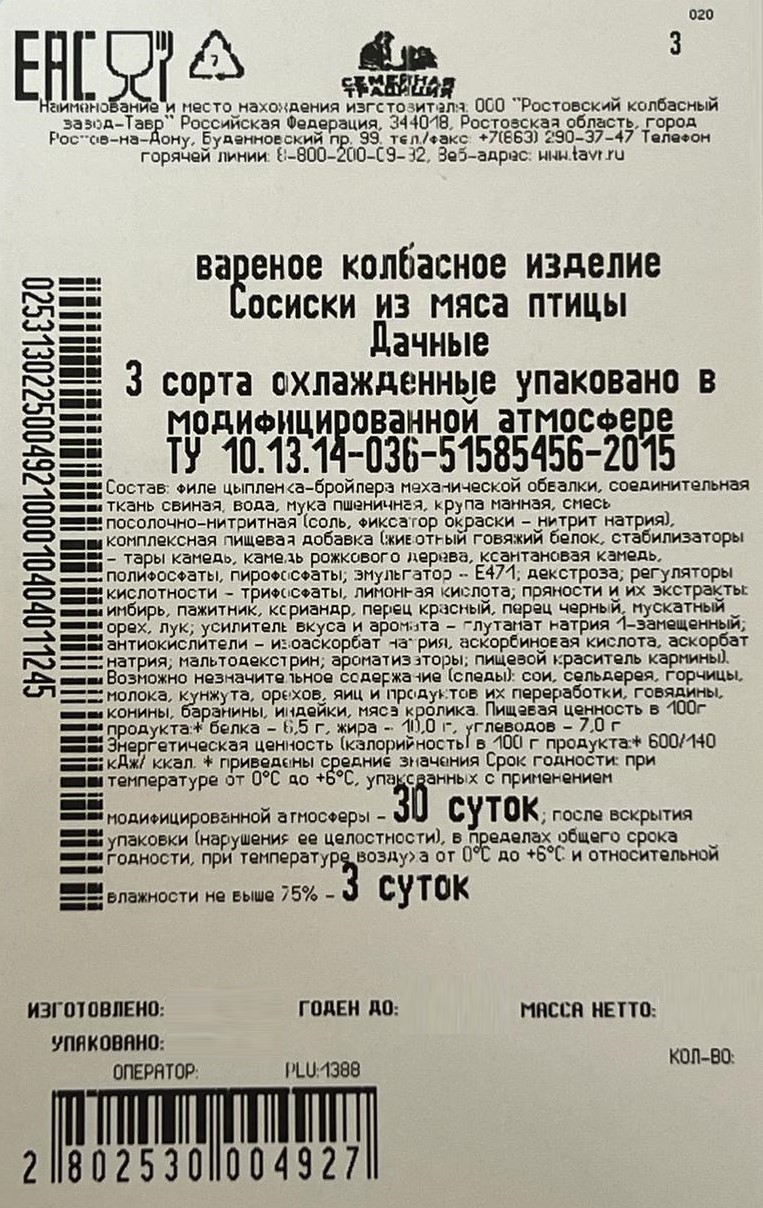 020
3
EAC
7
СЕМЕЙНАЯ
ТРАДИЦИЯ
Наименование и место нахождения изготовителя: ООО "Ростовский колбасный
завод-Тавр" Российская Федерация, 344018, Ростовская область, город
Ростов-на-Дону, Буденновский пр. 99. тел./факс: +7(863) 290-37-47 Телефон
горячей линии: 8-800-200-09-32, Веб-адрес: www.tavr.ru
вареное колбасное изделие
Сосиски из мяса птицы
Дачные
3 сорта охлажденные упаковано в
модифицированной атмосфере
ТУ 10.13.14-036-51585456-2015
Состав: филе цыпленка-бройлера механической обвалки, соединительная
ткань свиная, вода, мука пшеничная, крупа манная, смесь
посолочно-нитритная (соль, фиксатор окраски - нитрит натрия),
комплексная пищевая добавка (животный говяжий белок, стабилизаторы
- тары камедь, камедь рожкового дерева, ксантановая камедь,
полифосфаты, пирофосфаты; эмульгатор - Е471; декстроза; регуляторы
кислотности - трифосфаты, лимонная кислота; пряности и их экстракты:
имбирь, пажитник, кориандр, перец красный, перец черный, мускатный
орех, лук; усилитель вкуса и аромата - глутамат натрия 1-замещенный;
антиокислители - изоаскорбат натрия, аскорбиновая кислота, аскорбат
натрия; мальтодекстрин; ароматизаторы; пищевой краситель кармины).
Возможно незначительное содержание (следы): сои, сельдерея, горчицы,
молока, кунжута, орехов, яиц и продуктов их переработки, говядины,
конины, баранины, индейки, мяса кролика. Пищевая ценность в 100г
продукта:* белка - 6,5 г, жира - 10,0 г, углеводов - 7,0 г
Энергетическая ценность (калорийность) в 100 г продукта:* 600/140
кДж/ ккал. * приведены средние значения Срок годности: при
температуре от 0°С до +6°С, упакованных с применением
модифицированной атмосферы - 30 суток; после вскрытия
упаковки (нарушения ее целостности), в пределах общего срока
годности, при температуре воздуха от 0°С до +6°С и относительной
влажности не выше 75% - 3 суток
02531302250049210001040401124​5
ИЗГОТОВЛЕНО: ГОДЕН ДО: МАССА НЕТТО:
УПАКОВАНО:
КОЛ-ВО:
ОПЕРАТОР: PLU:1388
2 802530 004927